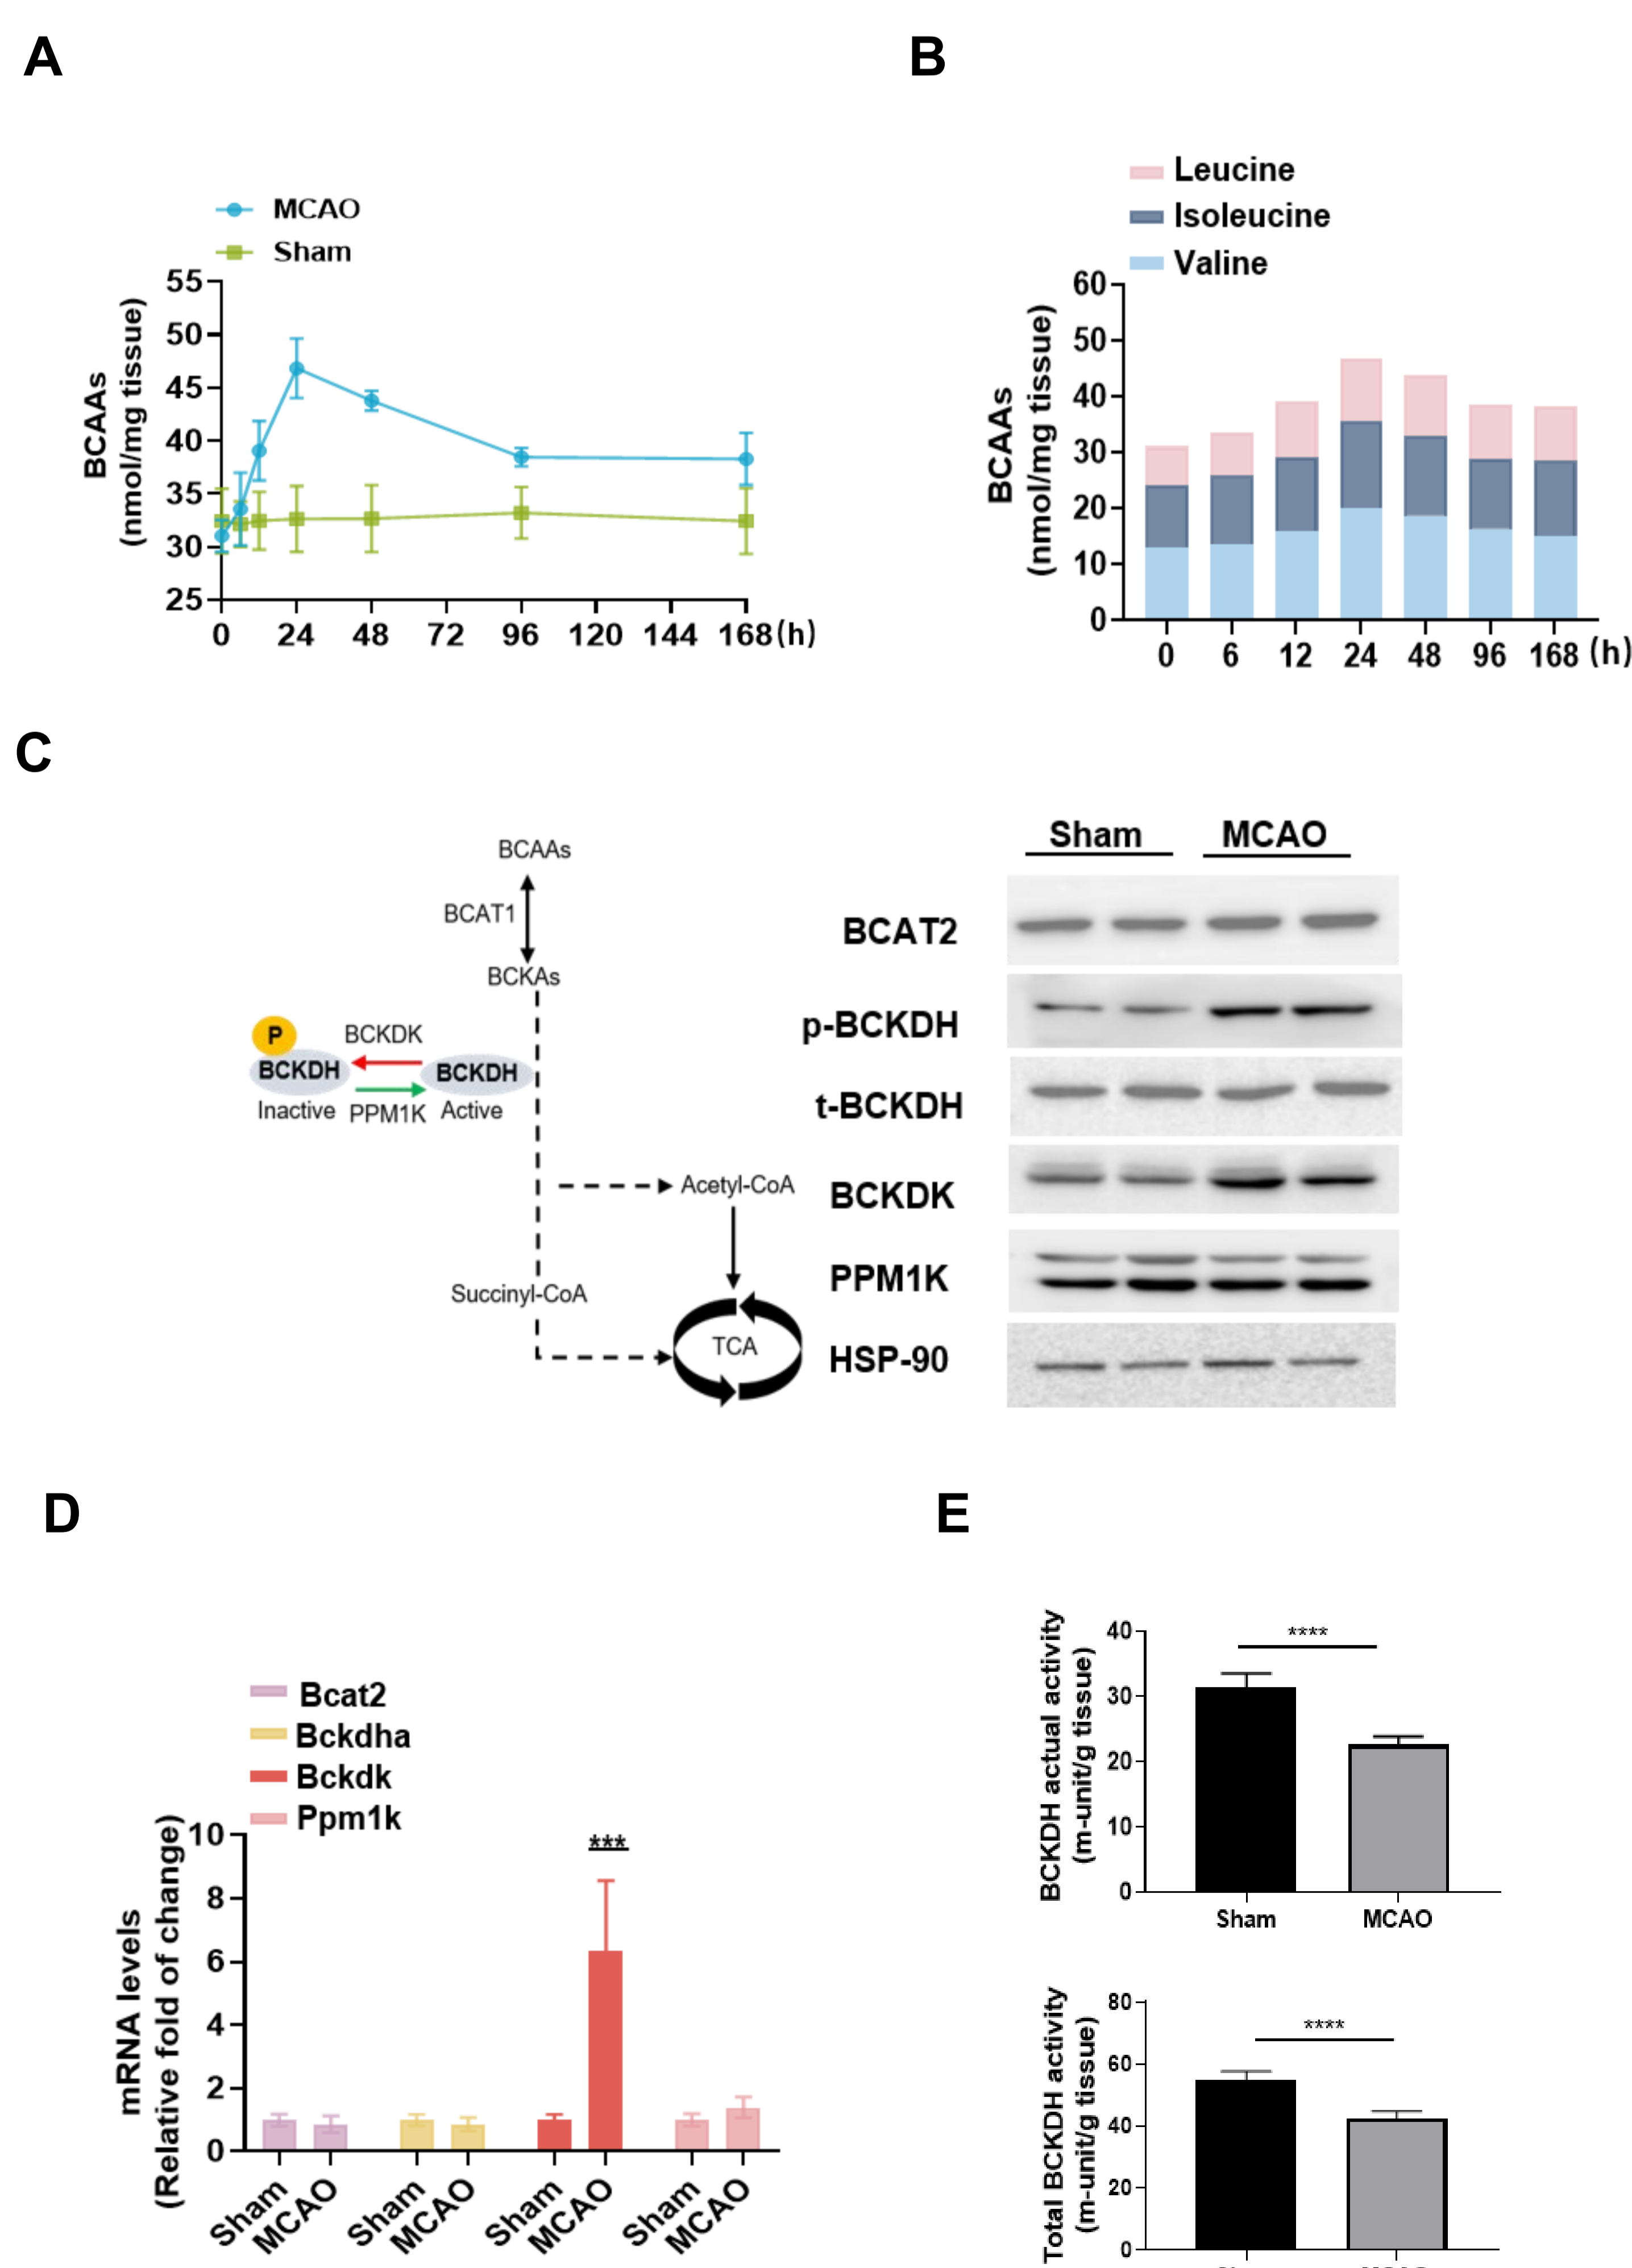 A
MCAO
Sham
BCAAs
(nmol/mg tissue)
55
50
45
40
35
30
25
0 24 48 72 96 120 144 168 (h)
B
Leucine
Isoleucine
Valine
BCAAs
(nmol/mg tissue)
60
50
40
30
20
10
0
0 6 12 24 48 96 168 (h)
C
BCAAs
BCAT1
BCKAs
P
BCKDK
BCKDH
BCKDH
Inactive
PPM1K
Active
Acetyl-CoA
Succinyl-CoA
TCA
Sham MCAO
BCAT2
p-BCKDH
t-BCKDH
BCKDK
PPM1K
HSP-90
D
Bcat2
Bckdha
Bckdk
Ppm1k
mRNA levels
(Relative fold of change)
10
8
6
4
2
0
***
Sham MCAO Sham MCAO Sham MCAO Sham MCAO
E
BCKDH actual activity
(m-unit/g tissue)
40
30
20
10
0
****
Sham MCAO
Total BCKDH activity
(m-unit/g tissue)
80
60
40
20
0
****